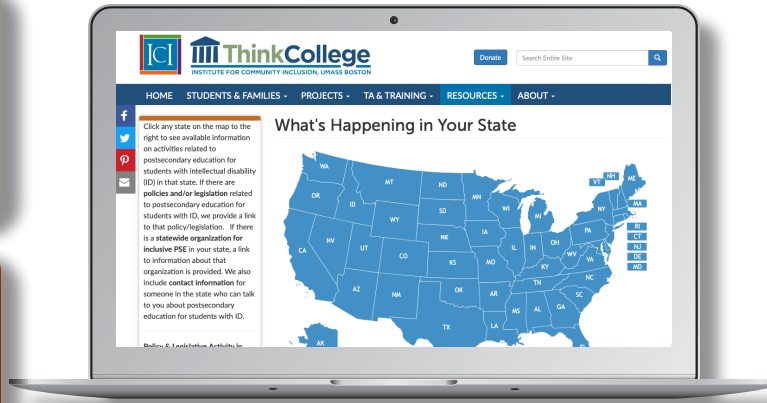 ICI
ThinkCollege
INSTITUTE FOR COMMUNITY INCLUSION, UMASS BOSTON
Donate
Search Entire Site
HOME STUDENTS & FAMILIES PROJECTS TA & TRAINING RESOURCES ABOUT
Click any state on the map to the
right to see available information
on activities related to
postsecondary education for
students with intellectual disability
(ID) in that state. If there are
policies and/or legislation related
to postsecondary education for
students with ID, we provide a link
to that policy/legislation. If there
is a statewide organization for
inclusive PSE in your state, a link
to information about that
organization is provided. We also
include contact information for
someone in the state who can talk
to you about postsecondary
education for students with ID.
Policy & Legislative Activity in
What's Happening in Your State
WA
MT
ND
MN
VT
NH
ME
OR
ID
SD
WI
MI
NY
MA
WY
RI
NV
NE
IA
PA
CT
CA
UT
CO
IL
IN
OH
NJ
KS
MO
WV
VA
DE
KY
MD
AZ
NM
OK
AR
TN
NC
SC
MS
AL
GA
TX
LA
AK
FL